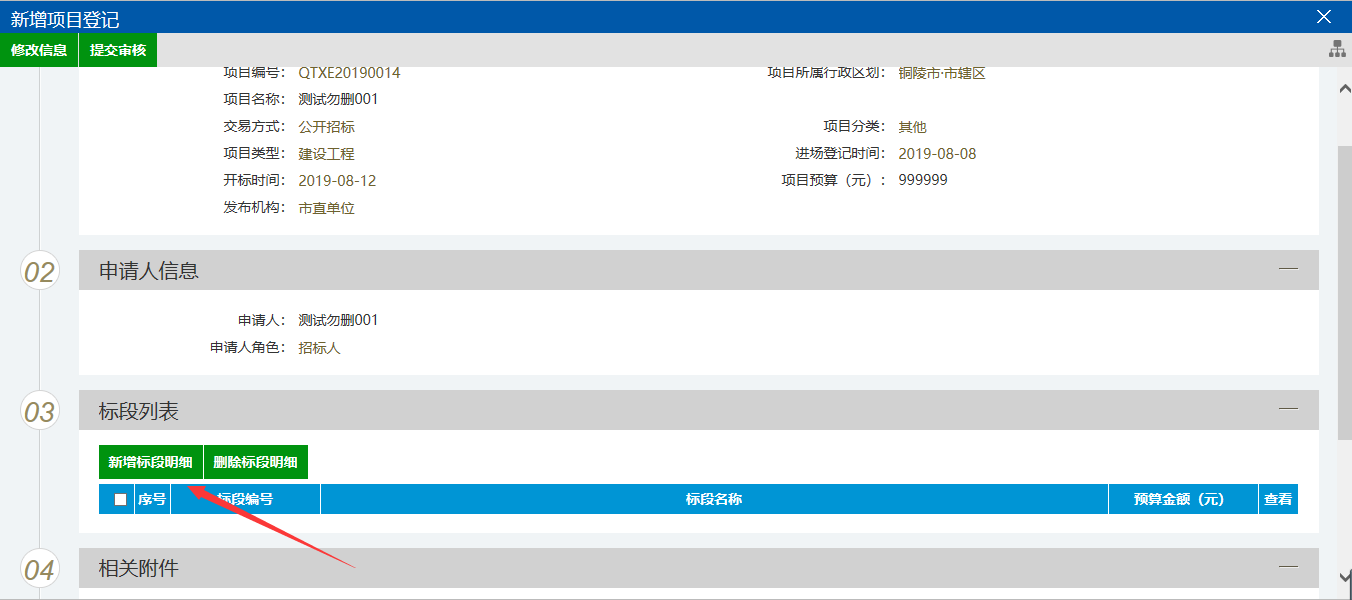 新增项目登记
修改信息 提交审核
项目编号： QTXE20190014 项目所属行政区划： 铜陵市·市辖区
项目名称： 测试勿删001
交易方式： 公开招标 项目分类： 其他
项目类型： 建设工程 进场登记时间： 2019-08-08
开标时间： 2019-08-12 项目预算（元）： 999999
发布机构： 市直单位
02 申请人信息
申请人： 测试勿删001
申请人角色： 招标人
03 标段列表
新增标段明细 删除标段明细
序号 标段编号 标段名称 预算金额（元） 查看
04 相关附件